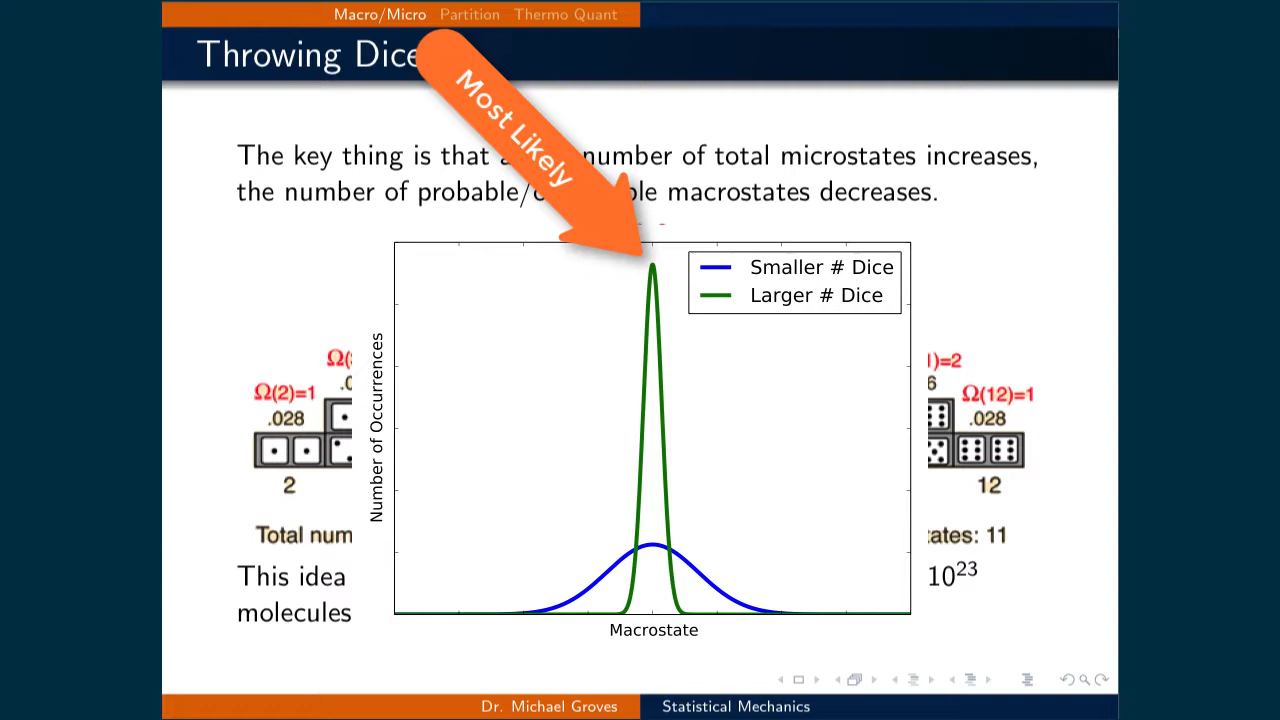 Macro/Micro Partition Thermo Quant
Throwing Dice
Most Likely
The key thing is that number of total microstates increases,
the number of probable/ macrostates decreases.
Smaller # Dice
Larger # Dice
Number of Occurrences
Macrostate
Ω(2)=1
.028
2
1)=2
6
Ω(12)=1
.028
12
Total num
ates: 11
This idea
10²³
molecules
Dr. Michael Groves Statistical Mechanics